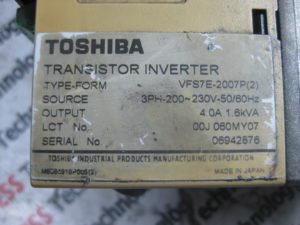 TOSHIBA
TRANSISTOR INVERTER
TYPE-FORM VFS7E-2007P(2)
SOURCE 3PH-200~230V-50/60Hz
OUTPUT 4.0A 1.6kVA
LCT No. 00J 060MY07
SERIAL No. 06942676
TOSHIBA INDUSTRIAL PRODUCTS MANUFACTURING CORPORATION
MADE IN JAPAN